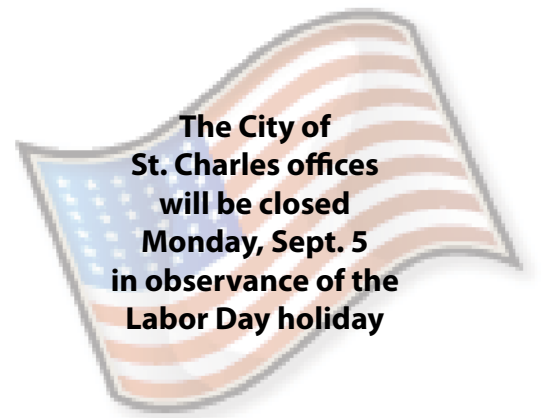 The City of
St. Charles offices
will be closed
Monday, Sept. 5
in observance of the
Labor Day holiday